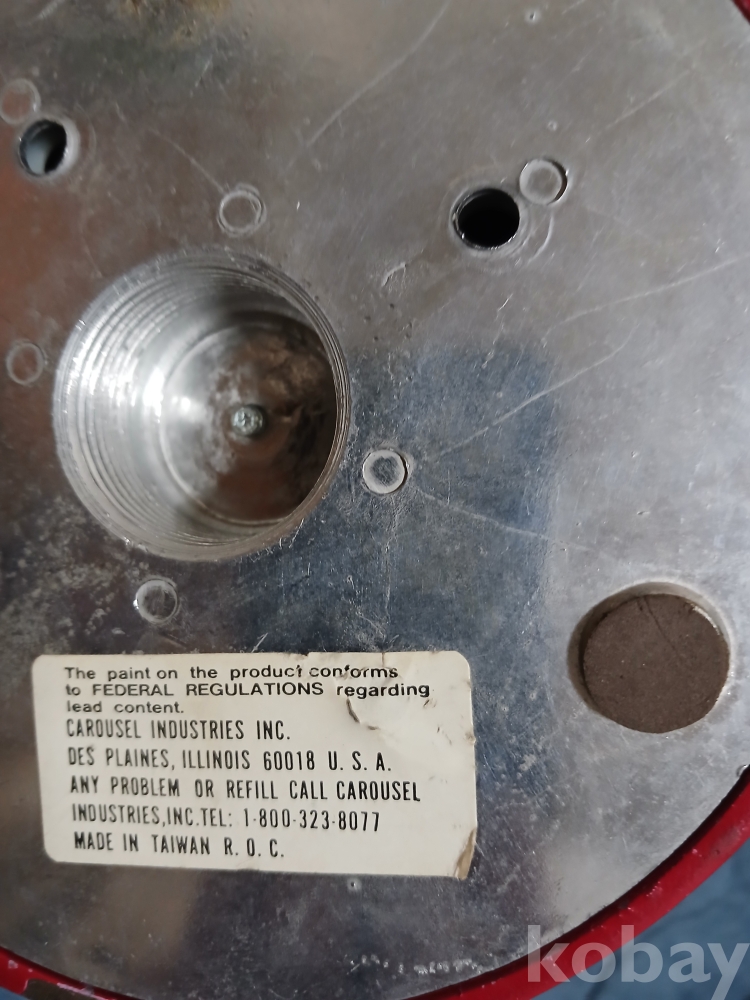 The paint on the product conforms
to FEDERAL REGULATIONS regarding
lead content.
CAROUSEL INDUSTRIES INC.
DES PLAINES, ILLINOIS 60018 U. S. A.
ANY PROBLEM OR REFILL CALL CAROUSEL
INDUSTRIES,INC.TEL: 1-800-323-8077
MADE IN TAIWAN R. O. C.
kobay